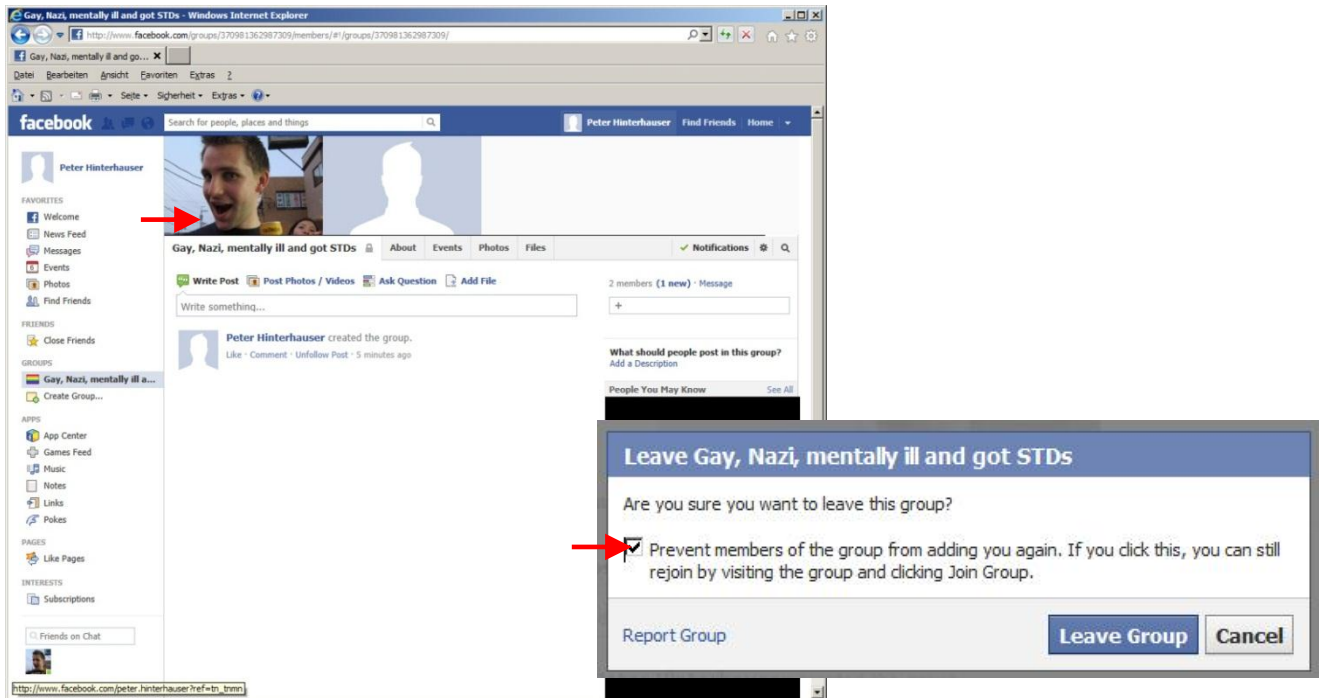 Gay, Nazi, mentally ill and got STDs - Windows Internet Explorer
http://www.facebook.com/groups/370981362987309/members/#!/groups/370981362987309/
Gay, Nazi, mentally ill and go...
Datei Bearbeiten Ansicht Favoriten Extras ?
Seite Sicherheit Extras
facebook Search for people, places and things Peter Hinterhauser Find Friends Home
Peter Hinterhauser
FAVORITES
Welcome
News Feed
Messages
Events
Photos
Find Friends
FRIENDS
Close Friends
GROUPS
Gay, Nazi, mentally ill a...
Create Group...
APPS
App Center
Games Feed
Music
Notes
Links
Pokes
PAGES
Like Pages
INTERESTS
Subscriptions
Friends on Chat
http://www.facebook.com/peter.hinterhauser?ref=tn_tnmn
Gay, Nazi, mentally ill and got STDs About Events Photos Files Notifications
Write Post Post Photos / Videos Ask Question Add File
Write something...
Peter Hinterhauser created the group.
Like · Comment · Unfollow Post · 5 minutes ago
2 members (1 new) · Message
+
What should people post in this group?
Add a Description
People You May Know See All
Leave Gay, Nazi, mentally ill and got STDs
Are you sure you want to leave this group?
Prevent members of the group from adding you again. If you click this, you can still
rejoin by visiting the group and clicking Join Group.
Report Group Leave Group Cancel